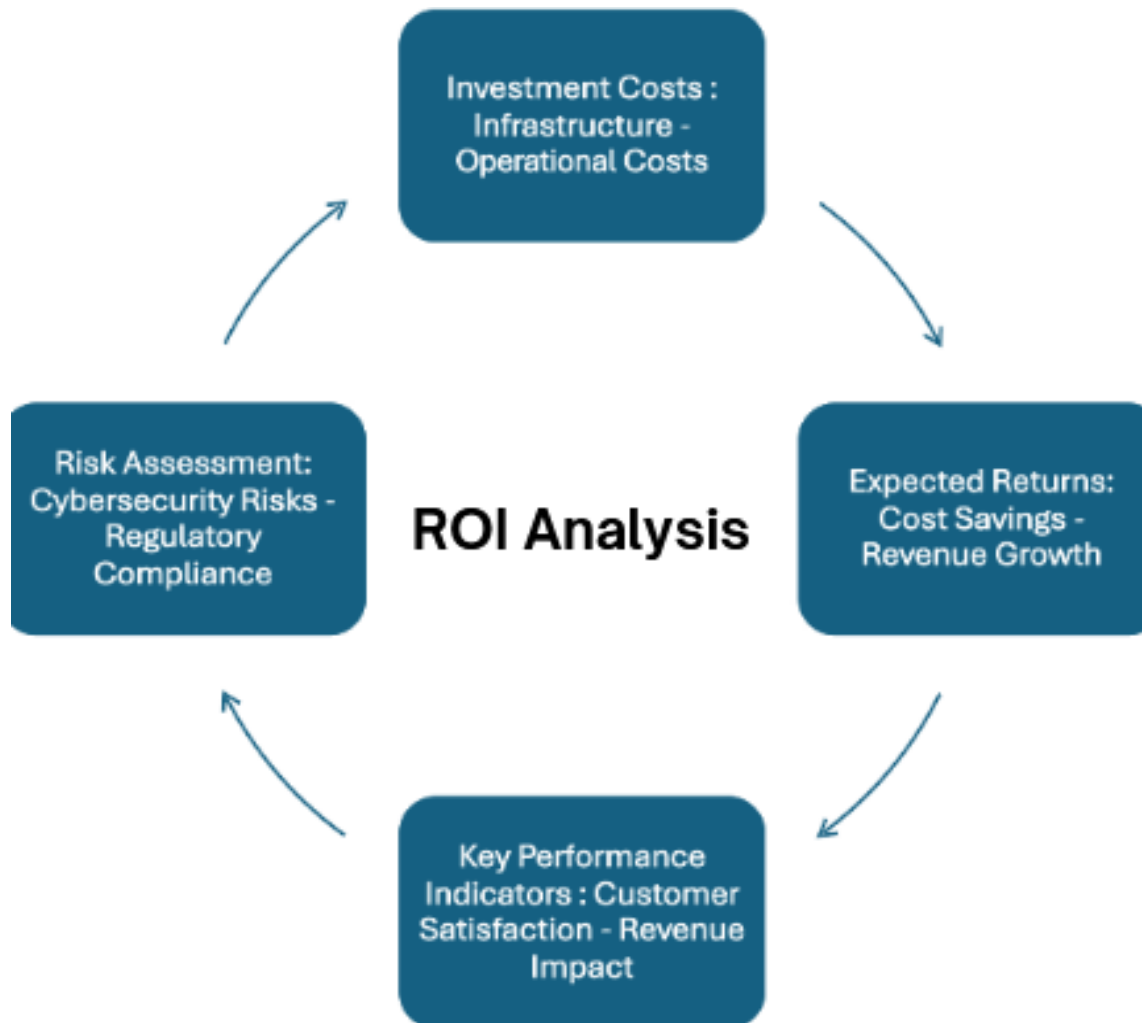 Investment Costs :
Infrastructure -
Operational Costs
Risk Assessment:
Cybersecurity Risks -
Regulatory
Compliance
ROI Analysis
Expected Returns:
Cost Savings -
Revenue Growth
Key Performance
Indicators : Customer
Satisfaction - Revenue
Impact